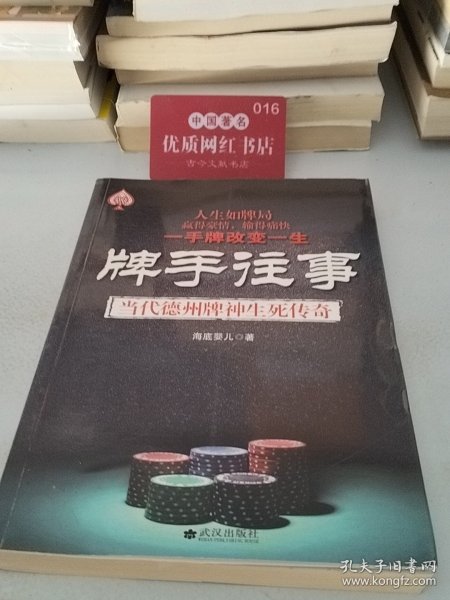 016
中国著名
优质网红书店
古今文献书店
人生如牌局
赢得豪情，输得痛快
一手牌改变一生
牌手往事
当代德州牌神生死传奇
海底婴儿◎著
武汉出版社
孔夫子旧书网
www.kongfz.com